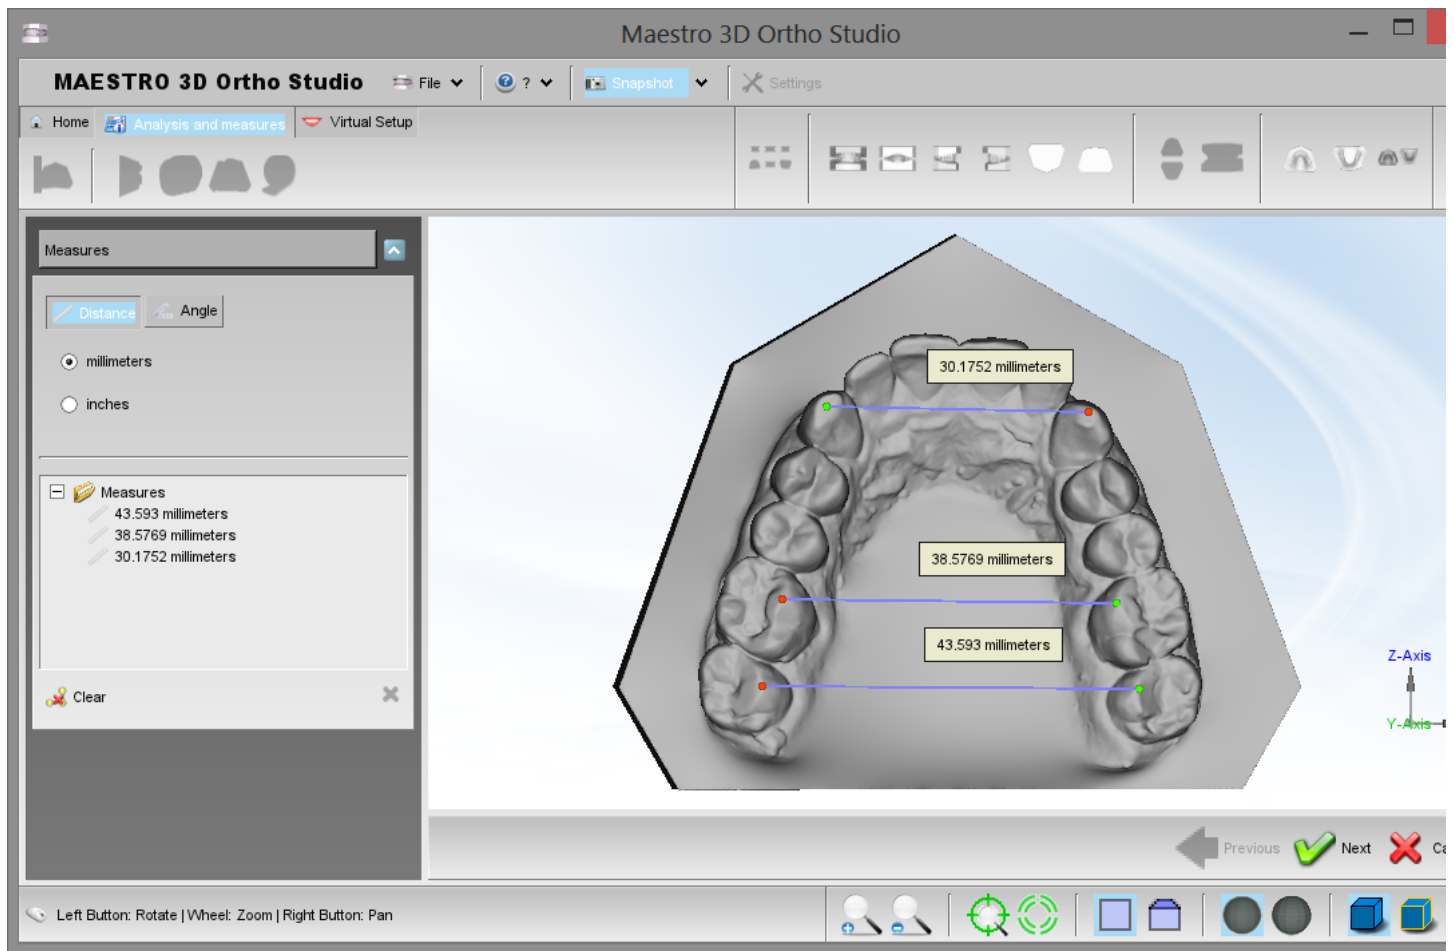 Maestro 3D Ortho Studio
MAESTRO 3D Ortho Studio File ? Snapshot Settings
Home Analysis and measures Virtual Setup
Measures
Distance Angle
millimeters
inches
Measures
43.593 millimeters
38.5769 millimeters
30.1752 millimeters
Clear
30.1752 millimeters
38.5769 millimeters
43.593 millimeters
Z-Axis
Y-Axis
Previous Next Ca
Left Button: Rotate | Wheel: Zoom | Right Button: Pan